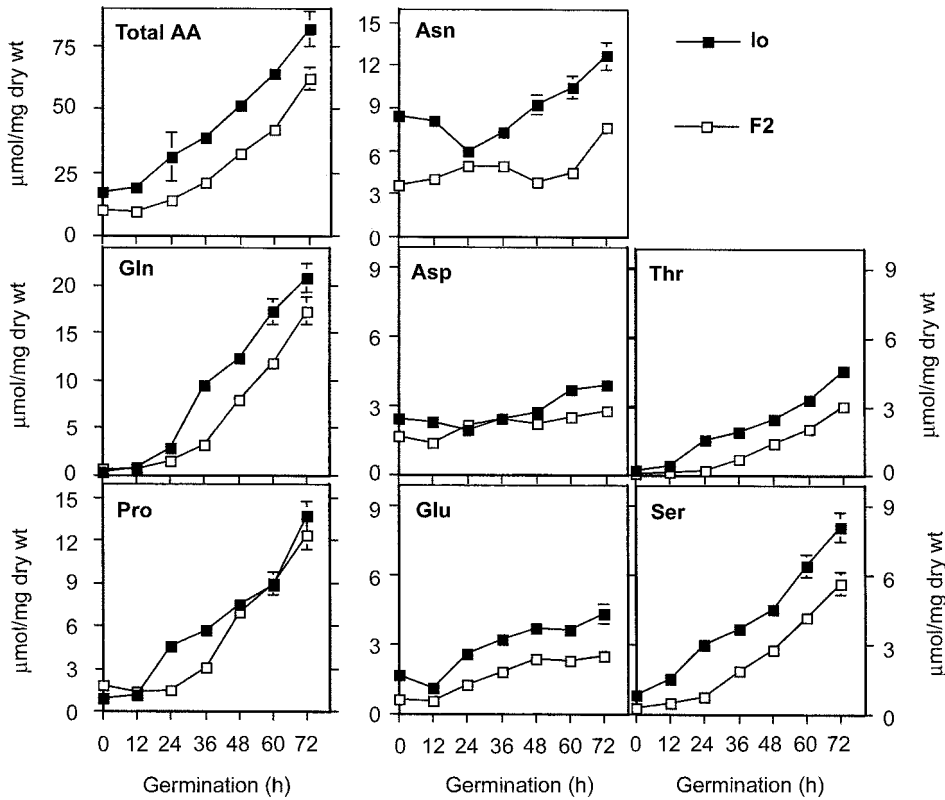 Total AA
μmol/mg dry wt
75
50
25
0
Asn
15
12
9
6
3
0
Io
F2
Gln
μmol/mg dry wt
20
15
10
5
0
Asp
9
6
3
0
Thr
9
6
3
0
μmol/mg dry wt
Pro
μmol/mg dry wt
15
12
9
6
3
0
Glu
9
6
3
0
Ser
9
6
3
0
μmol/mg dry wt
0 12 24 36 48 60 72
0 12 24 36 48 60 72
0 12 24 36 48 60 72
Germination (h)
Germination (h)
Germination (h)